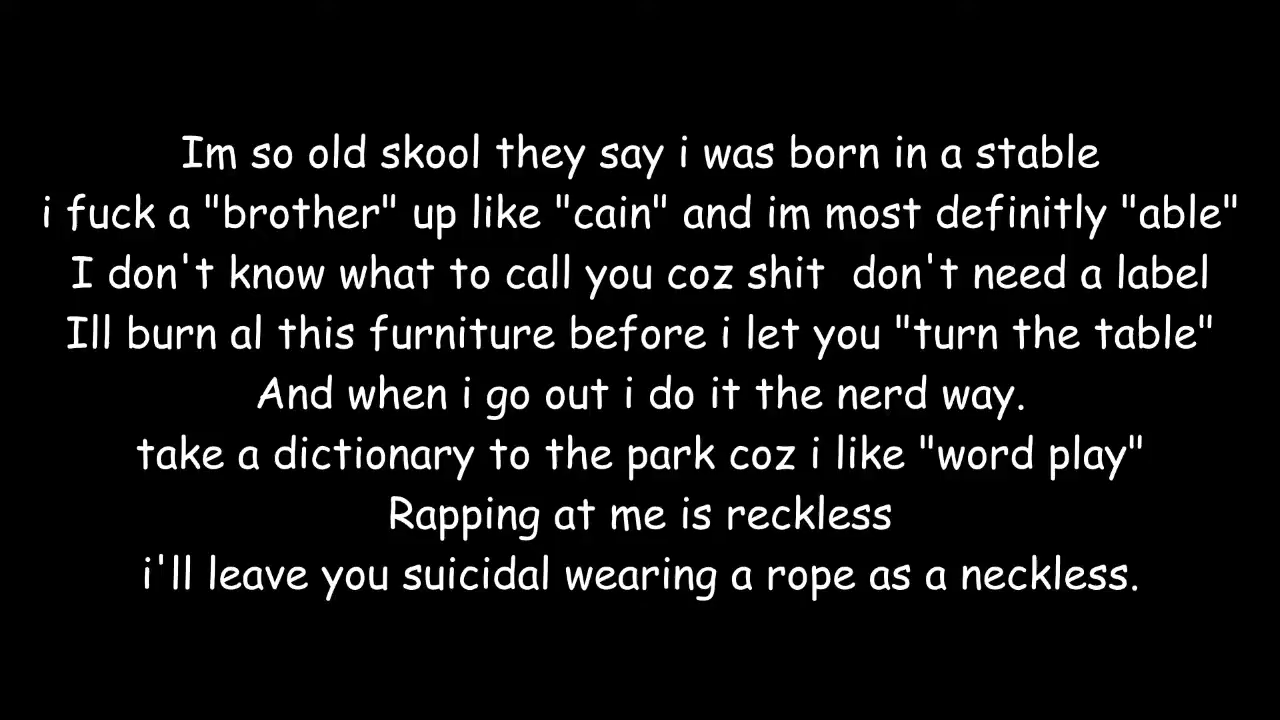 Im so old skool they say i was born in a stable
i fuck a "brother" up like "cain" and im most definitly "able"
I don't know what to call you coz shit  don't need a label
Ill burn al this furniture before i let you "turn the table"
And when i go out i do it the nerd way.
take a dictionary to the park coz i like "word play"
Rapping at me is reckless
i'll leave you suicidal wearing a rope as a neckless.